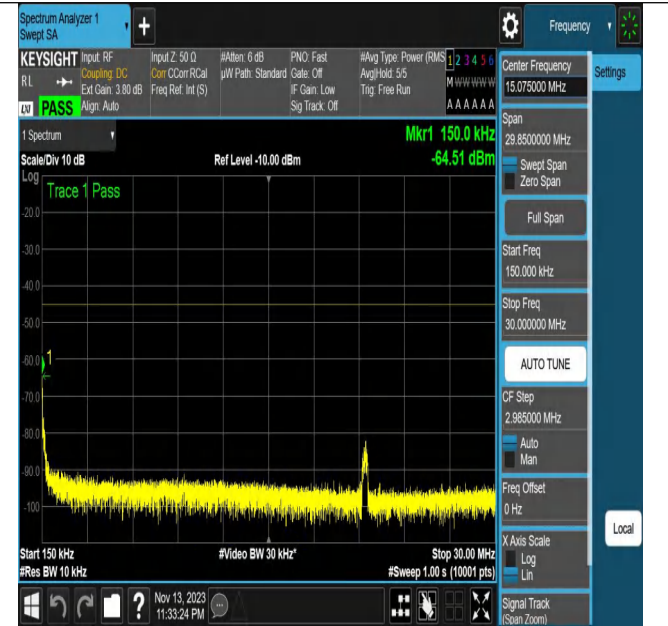 Spectrum Analyzer 1
Swept SA
+
Frequency
KEYSIGHT
RL
LXI PASS
Input: RF
Coupling: DC
Ext Gain: 3.80 dB
Align: Auto
Input Z: 50 Ω
Corr CCorr RCal
Freq Ref: Int (S)
#Atten: 6 dB
µW Path: Standard
PNO: Fast
Gate: Off
IF Gain: Low
Sig Track: Off
#Avg Type: Power (RMS
Avg|Hold: 5/5
Trig: Free Run
1 2 3 4 5 6
M W W W W W
A A A A A A
1 Spectrum
Mkr1 150.0 kHz
Scale/Div 10 dB
Ref Level -10.00 dBm
-64.51 dBm
Log
Trace 1 Pass
-20.0
-30.0
-40.0
-50.0
-60.0
1
-70.0
-80.0
-90.0
-100
Start 150 kHz
#Video BW 30 kHz*
Stop 30.00 MHz
#Res BW 10 kHz
#Sweep 1.00 s (10001 pts)
?
Nov 13, 2023
11:33:24 PM
Center Frequency
15.075000 MHz
Settings
Span
29.8500000 MHz
Swept Span
Zero Span
Full Span
Start Freq
150.000 kHz
Stop Freq
30.000000 MHz
AUTO TUNE
CF Step
2.985000 MHz
Auto
Man
Freq Offset
0 Hz
Local
X Axis Scale
Log
Lin
Signal Track
(Span Zoom)